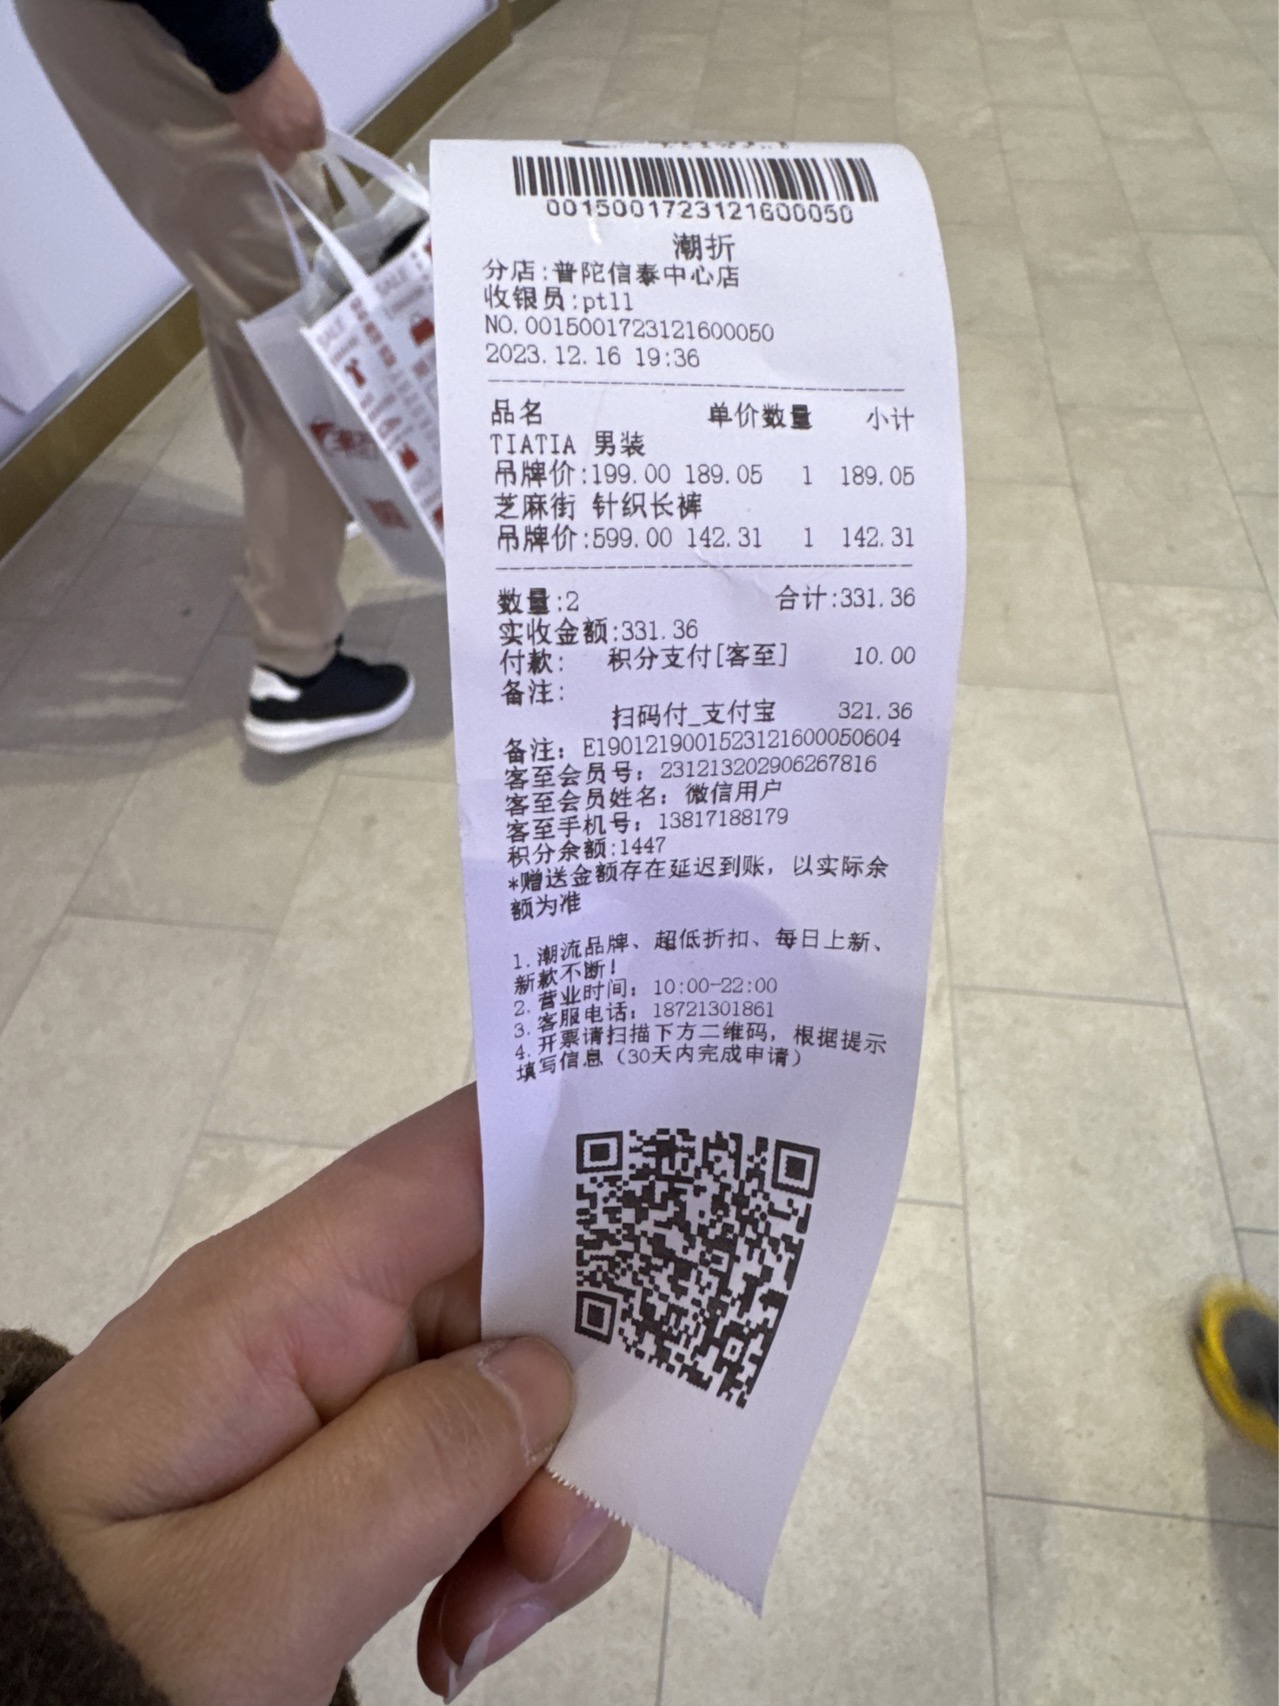 0015001723121600050
潮折
分店:普陀信泰中心店
收银员:pt11
NO.0015001723121600050
2023.12.16 19:36
品名 单价数量 小计
TIATIA 男装
吊牌价:199.00 189.05 1 189.05
芝麻街 针织长裤
吊牌价:599.00 142.31 1 142.31
数量:2 合计:331.36
实收金额:331.36
付款: 积分支付[客至] 10.00
备注:
扫码付_支付宝 321.36
备注: E1901219001523121600050604
客至会员号: 231213202906267816
客至会员姓名: 微信用户
客至手机号: 13817188179
积分余额:1447
*赠送金额存在延迟到账，以实际余
额为准
1.潮流品牌、超低折扣、每日上新、
新款不断!
2.营业时间: 10:00-22:00
3.客服电话: 18721301861
4.开票请扫描下方二维码，根据提示
填写信息（30天内完成申请）